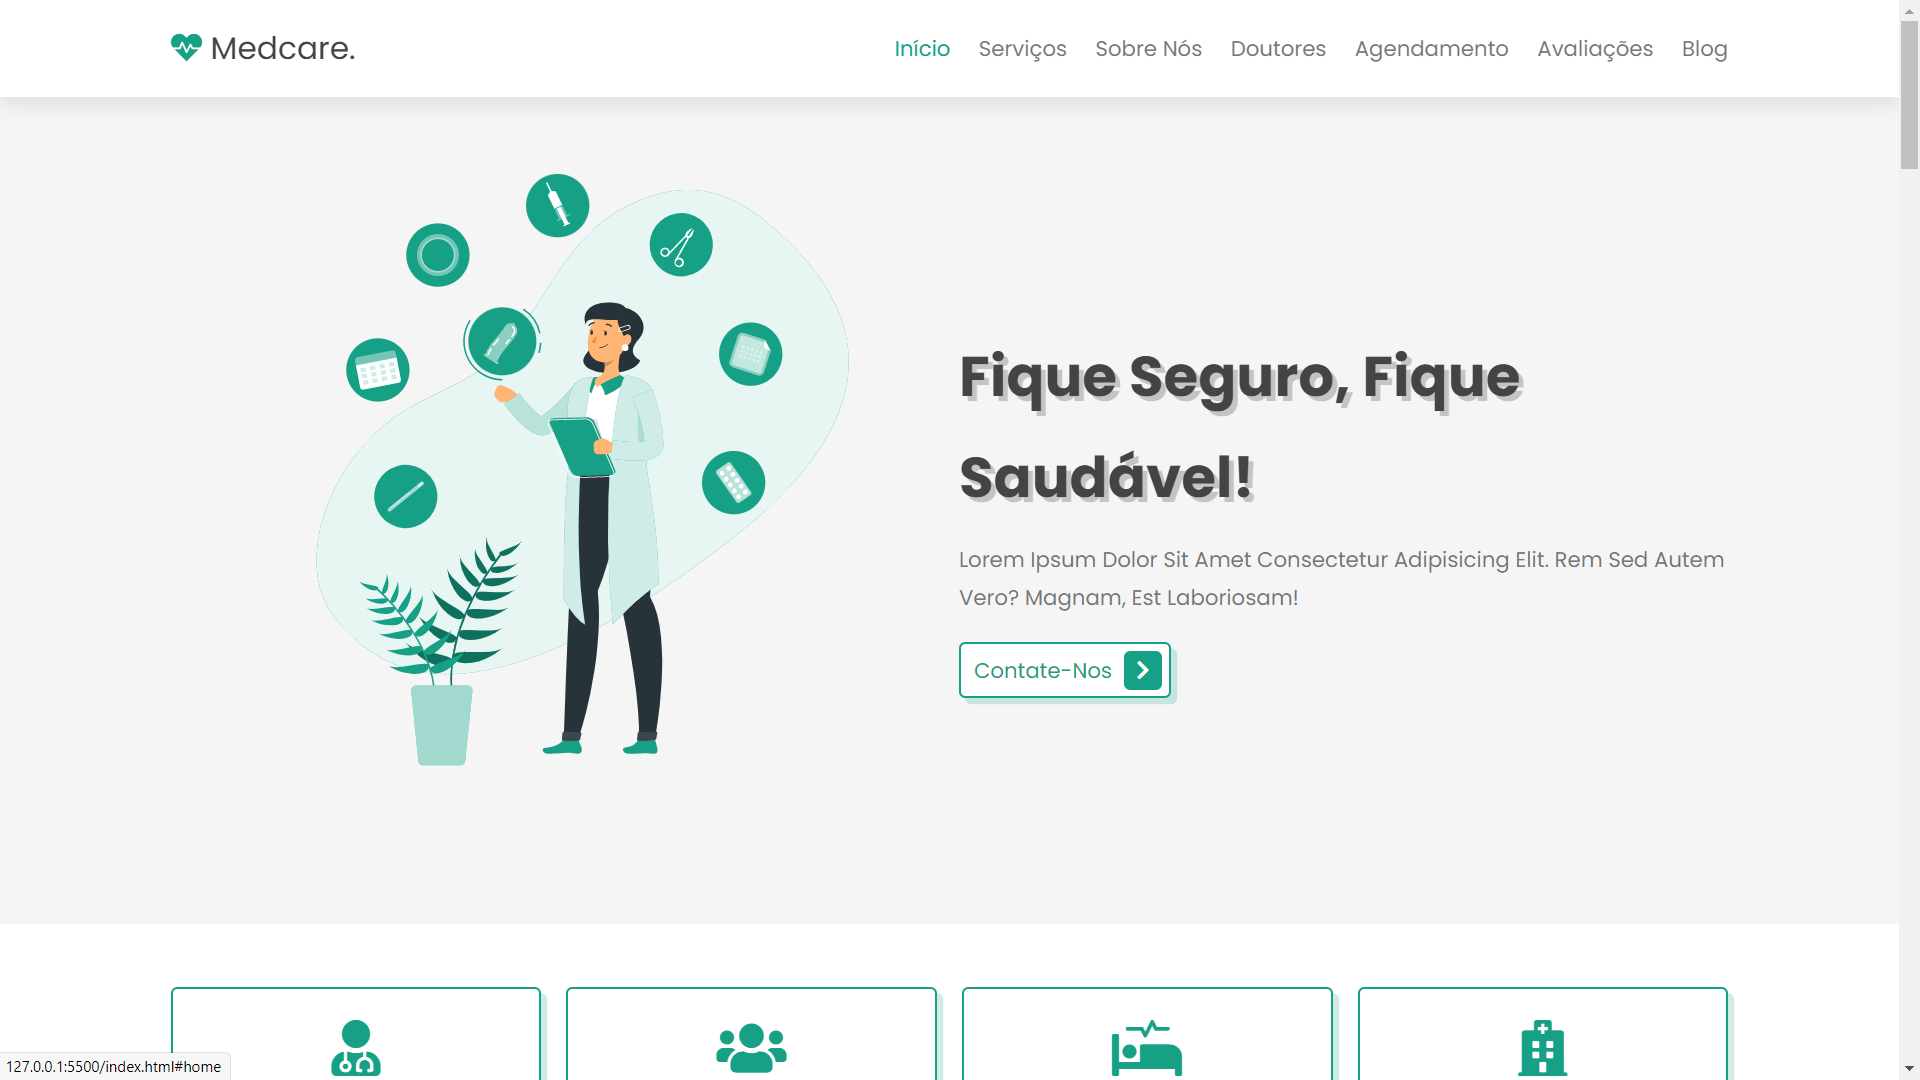 Medcare.
Início Serviços Sobre Nós Doutores Agendamento Avaliações Blog
Fique Seguro, Fique
Saudável!
Lorem Ipsum Dolor Sit Amet Consectetur Adipisicing Elit. Rem Sed Autem
Vero? Magnam, Est Laboriosam!
Contate-Nos
127.0.0.1:5500/index.html#home